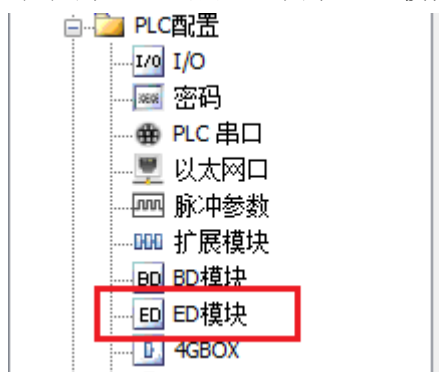 PLC配置
I/O I/O
密码
PLC 串口
以太网口
脉冲参数
扩展模块
BD BD模块
ED ED模块
4GBOX